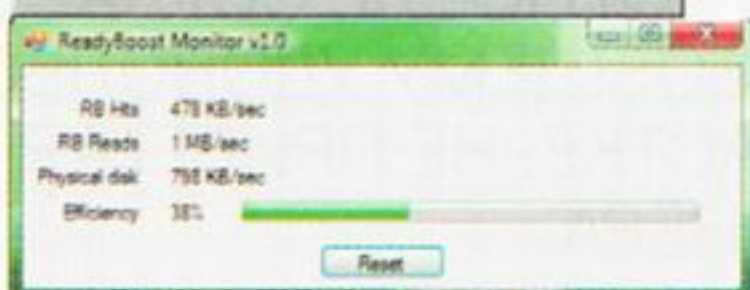 ReadyBoost Monitor v1.0
RB Hits 478 KB/sec
RB Reads 1 MB/sec
Physical disk 798 KB/sec
Efficiency 38%
Reset